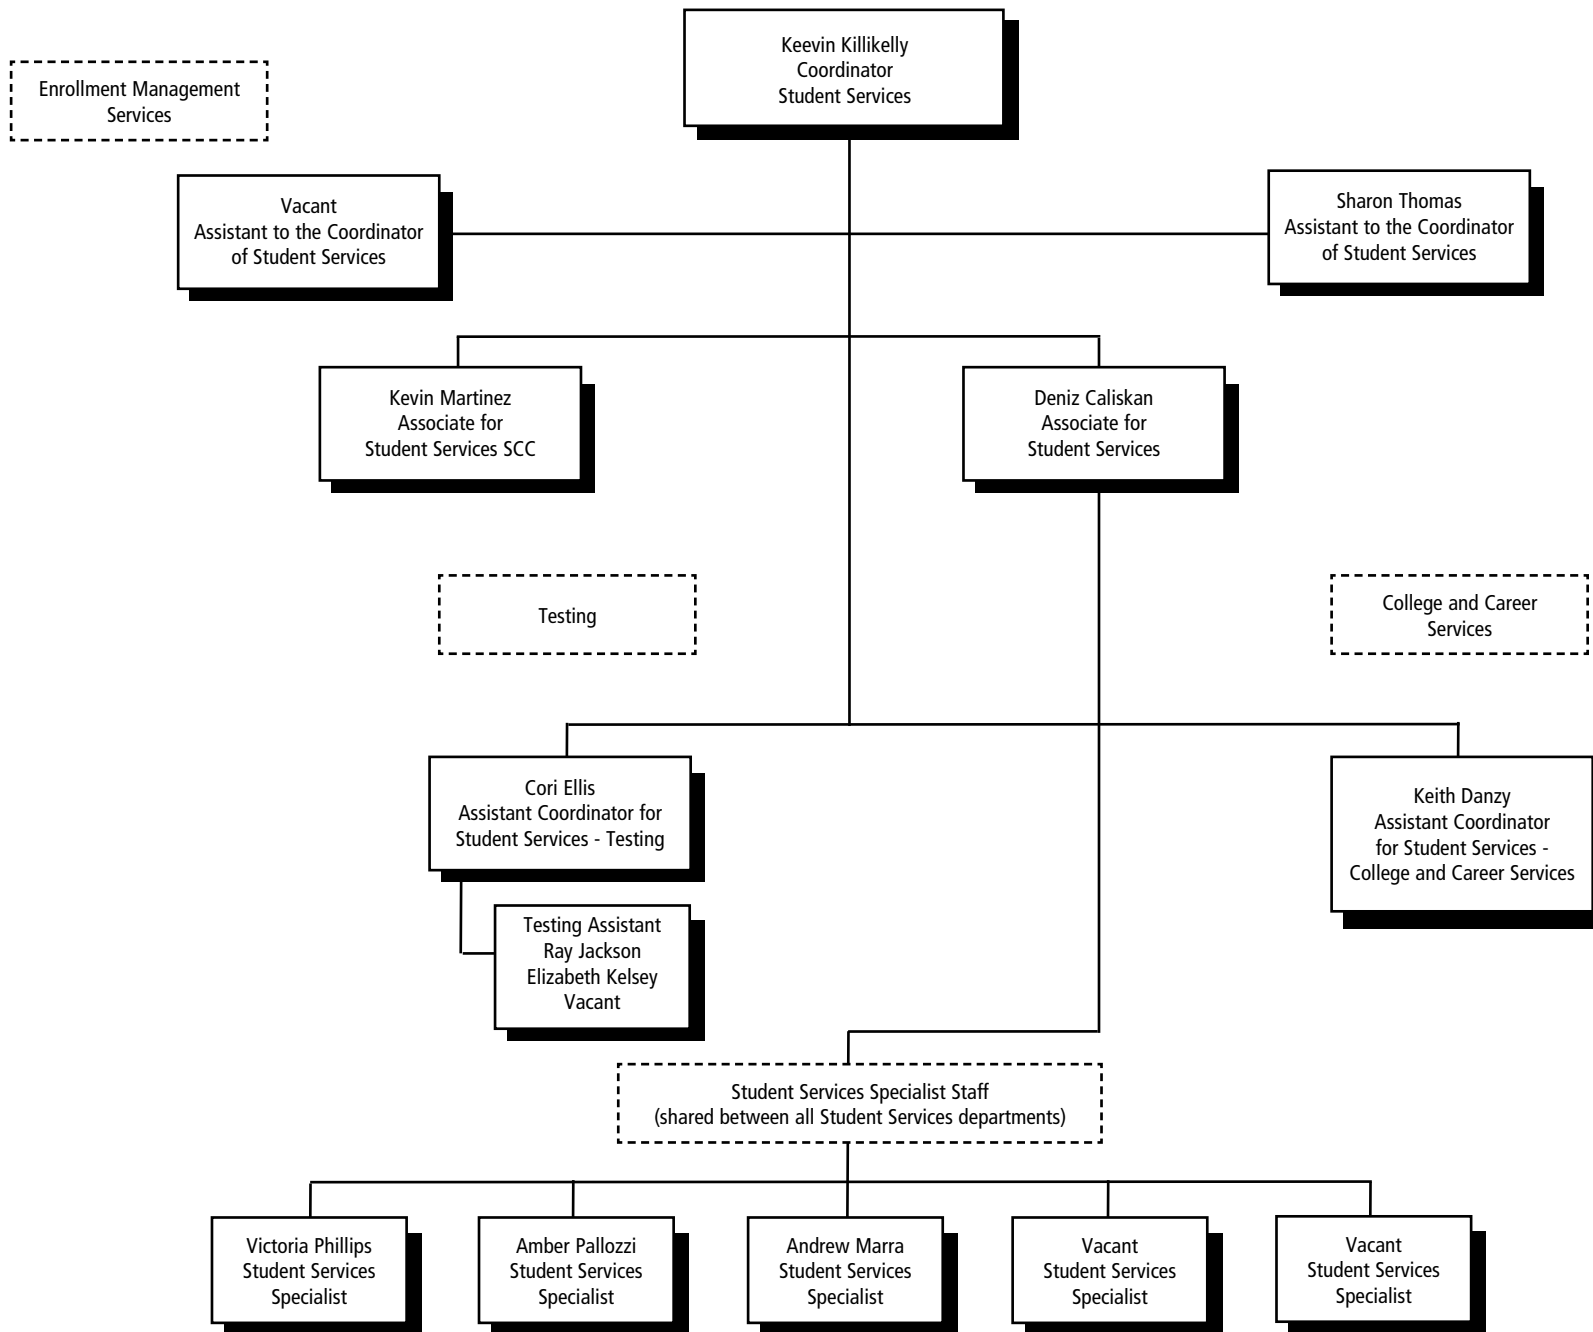 Keevin Killikelly
Coordinator
Student Services
Enrollment Management
Services
Vacant
Assistant to the Coordinator
of Student Services
Sharon Thomas
Assistant to the Coordinator
of Student Services
Kevin Martinez
Associate for
Student Services SCC
Deniz Caliskan
Associate for
Student Services
Testing
College and Career
Services
Cori Ellis
Assistant Coordinator for
Student Services - Testing
Keith Danzy
Assistant Coordinator
for Student Services -
College and Career Services
Testing Assistant
Ray Jackson
Elizabeth Kelsey
Vacant
Student Services Specialist Staff
(shared between all Student Services departments)
Victoria Phillips
Student Services
Specialist
Amber Pallozzi
Student Services
Specialist
Andrew Marra
Student Services
Specialist
Vacant
Student Services
Specialist
Vacant
Student Services
Specialist